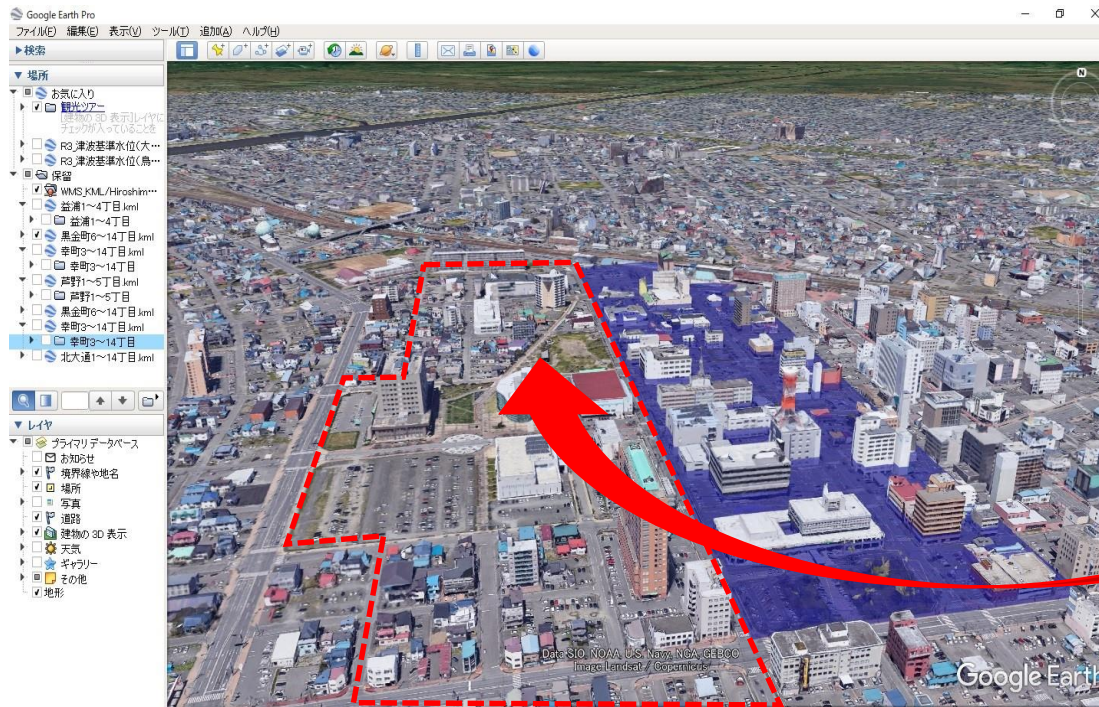 Google Earth Pro
ファイル(F) 編集(E) 表示(V) ツール(T) 追加(A) ヘルプ(H)
▶検索
▼ 場所
お気に入り
観光ツアー
[建物の 3D 表示]レイヤに
チェックが入っていることを
R3_津波基準水位(大…
R3_津波基準水位(鳥…
保留
WMS_KML/Hiroshim…
益浦1～4丁目.kml
益浦1～4丁目
黒金町6～14丁目.kml
幸町3～14丁目.kml
幸町3～14丁目
芦野1～5丁目.kml
芦野1～5丁目
黒金町6～14丁目.kml
幸町3～14丁目.kml
幸町3～14丁目
北大通1～14丁目.kml
▼ レイヤ
プライマリ データベース
お知らせ
境界線や地名
場所
写真
道路
建物の 3D 表示
天気
ギャラリー
その他
地形
N
Data SIO, NOAA, U.S. Navy, NGA, GEBCO
Image Landsat / Copernicus
Google Earth